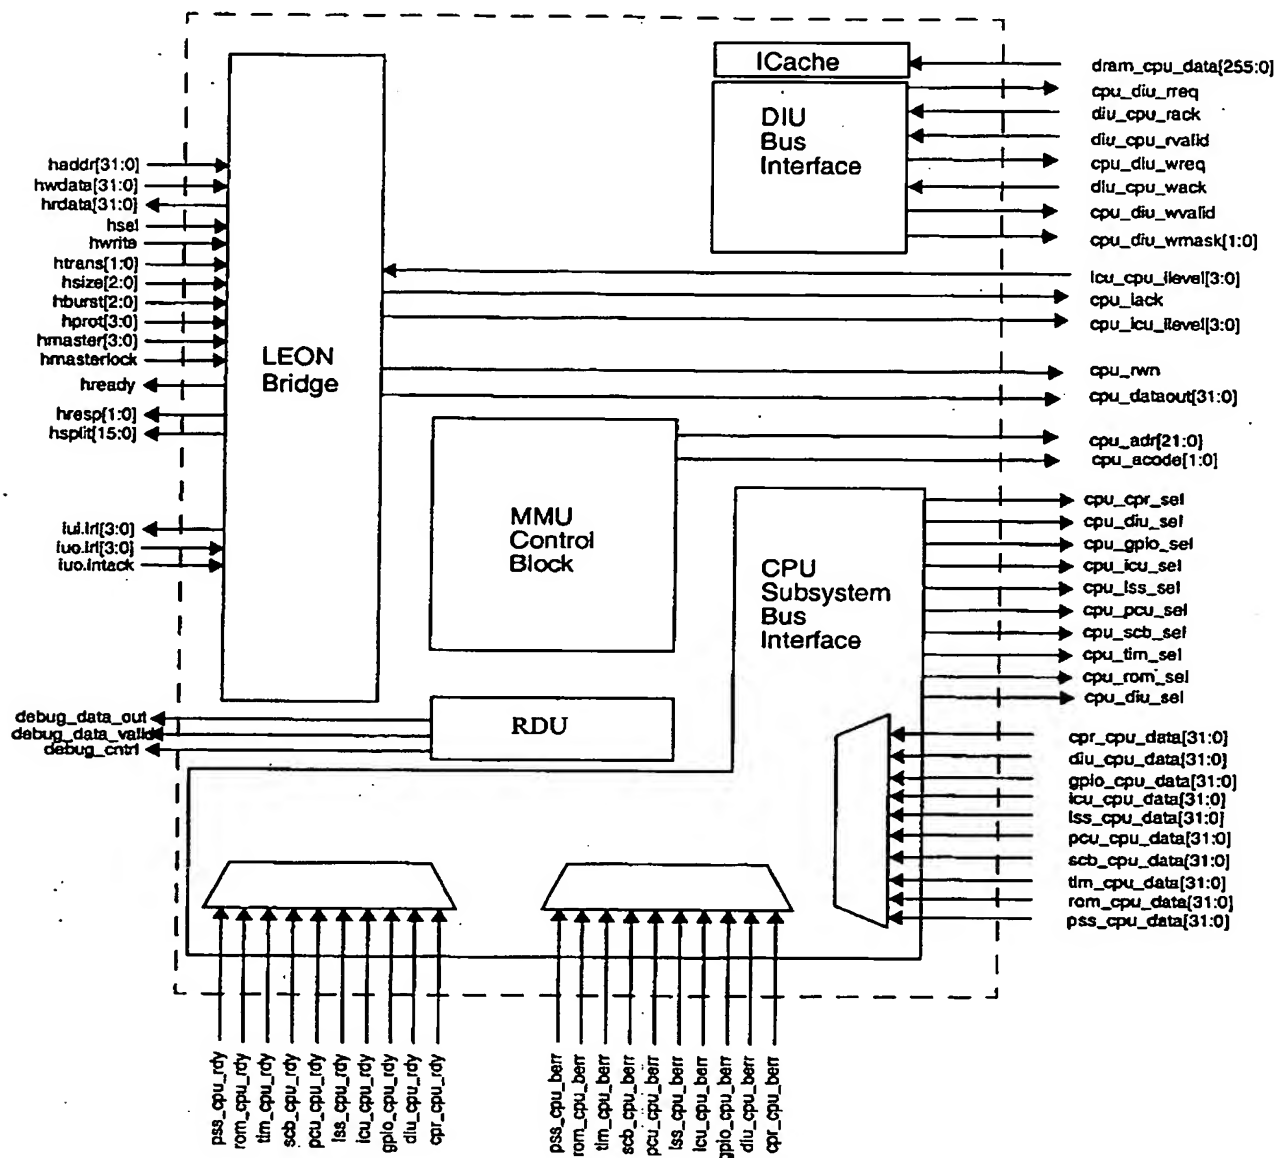 ICache
DIU
Bus
Interface
dram_cpu_data[255:0]
cpu_diu_rreq
diu_cpu_rack
diu_cpu_rvalid
cpu_diu_wreq
diu_cpu_wack
cpu_diu_wvalid
cpu_diu_wmask[1:0]
haddr[31:0]
hwdata[31:0]
hrdata[31:0]
hsel
hwrite
htrans[1:0]
hsize[2:0]
hburst[2:0]
hprot[3:0]
hmaster[3:0]
hmasterlock
hready
hresp[1:0]
hsplit[15:0]
iui.irl[3:0]
iuo.irl[3:0]
iuo.intack
LEON
Bridge
icu_cpu_ilevel[3:0]
cpu_iack
cpu_icu_ilevel[3:0]
cpu_rwn
cpu_dataout[31:0]
cpu_adr[21:0]
cpu_acode[1:0]
MMU
Control
Block
CPU
Subsystem
Bus
Interface
cpu_cpr_sel
cpu_diu_sel
cpu_gpio_sel
cpu_icu_sel
cpu_lss_sel
cpu_pcu_sel
cpu_scb_sel
cpu_tim_sel
cpu_rom_sel
cpu_diu_sel
debug_data_out
debug_data_valid
debug_cntrl
RDU
cpr_cpu_data[31:0]
diu_cpu_data[31:0]
gpio_cpu_data[31:0]
icu_cpu_data[31:0]
lss_cpu_data[31:0]
pcu_cpu_data[31:0]
scb_cpu_data[31:0]
tim_cpu_data[31:0]
rom_cpu_data[31:0]
pss_cpu_data[31:0]
pss_cpu_rdy
rom_cpu_rdy
tim_cpu_rdy
scb_cpu_rdy
pcu_cpu_rdy
lss_cpu_rdy
icu_cpu_rdy
gpio_cpu_rdy
diu_cpu_rdy
cpr_cpu_rdy
pss_cpu_berr
rom_cpu_berr
tim_cpu_berr
scb_cpu_berr
pcu_cpu_berr
lss_cpu_berr
icu_cpu_berr
gpio_cpu_berr
diu_cpu_berr
cpr_cpu_berr